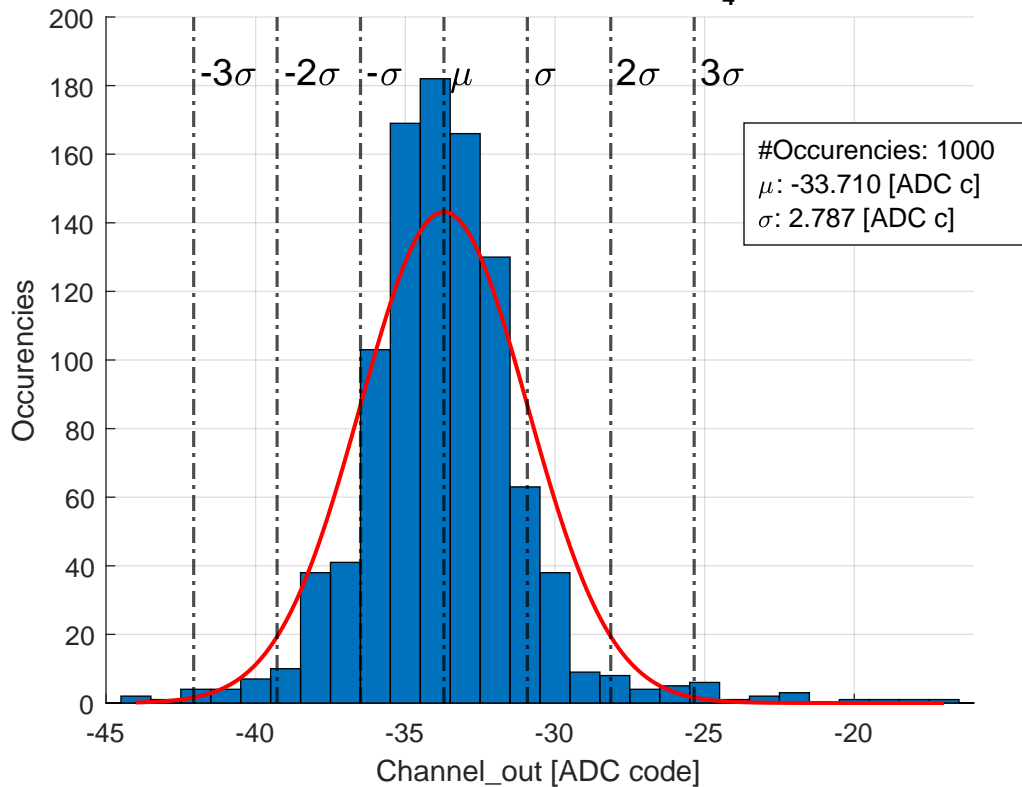 4
200
180
160
140
120
100
80
60
40
20
0
-3σ -2σ -σ μ σ 2σ 3σ
#Occurencies: 1000
μ: -33.710 [ADC c]
σ: 2.787 [ADC c]
Occurencies
-45 -40 -35 -30 -25 -20
Channel_out [ADC code]